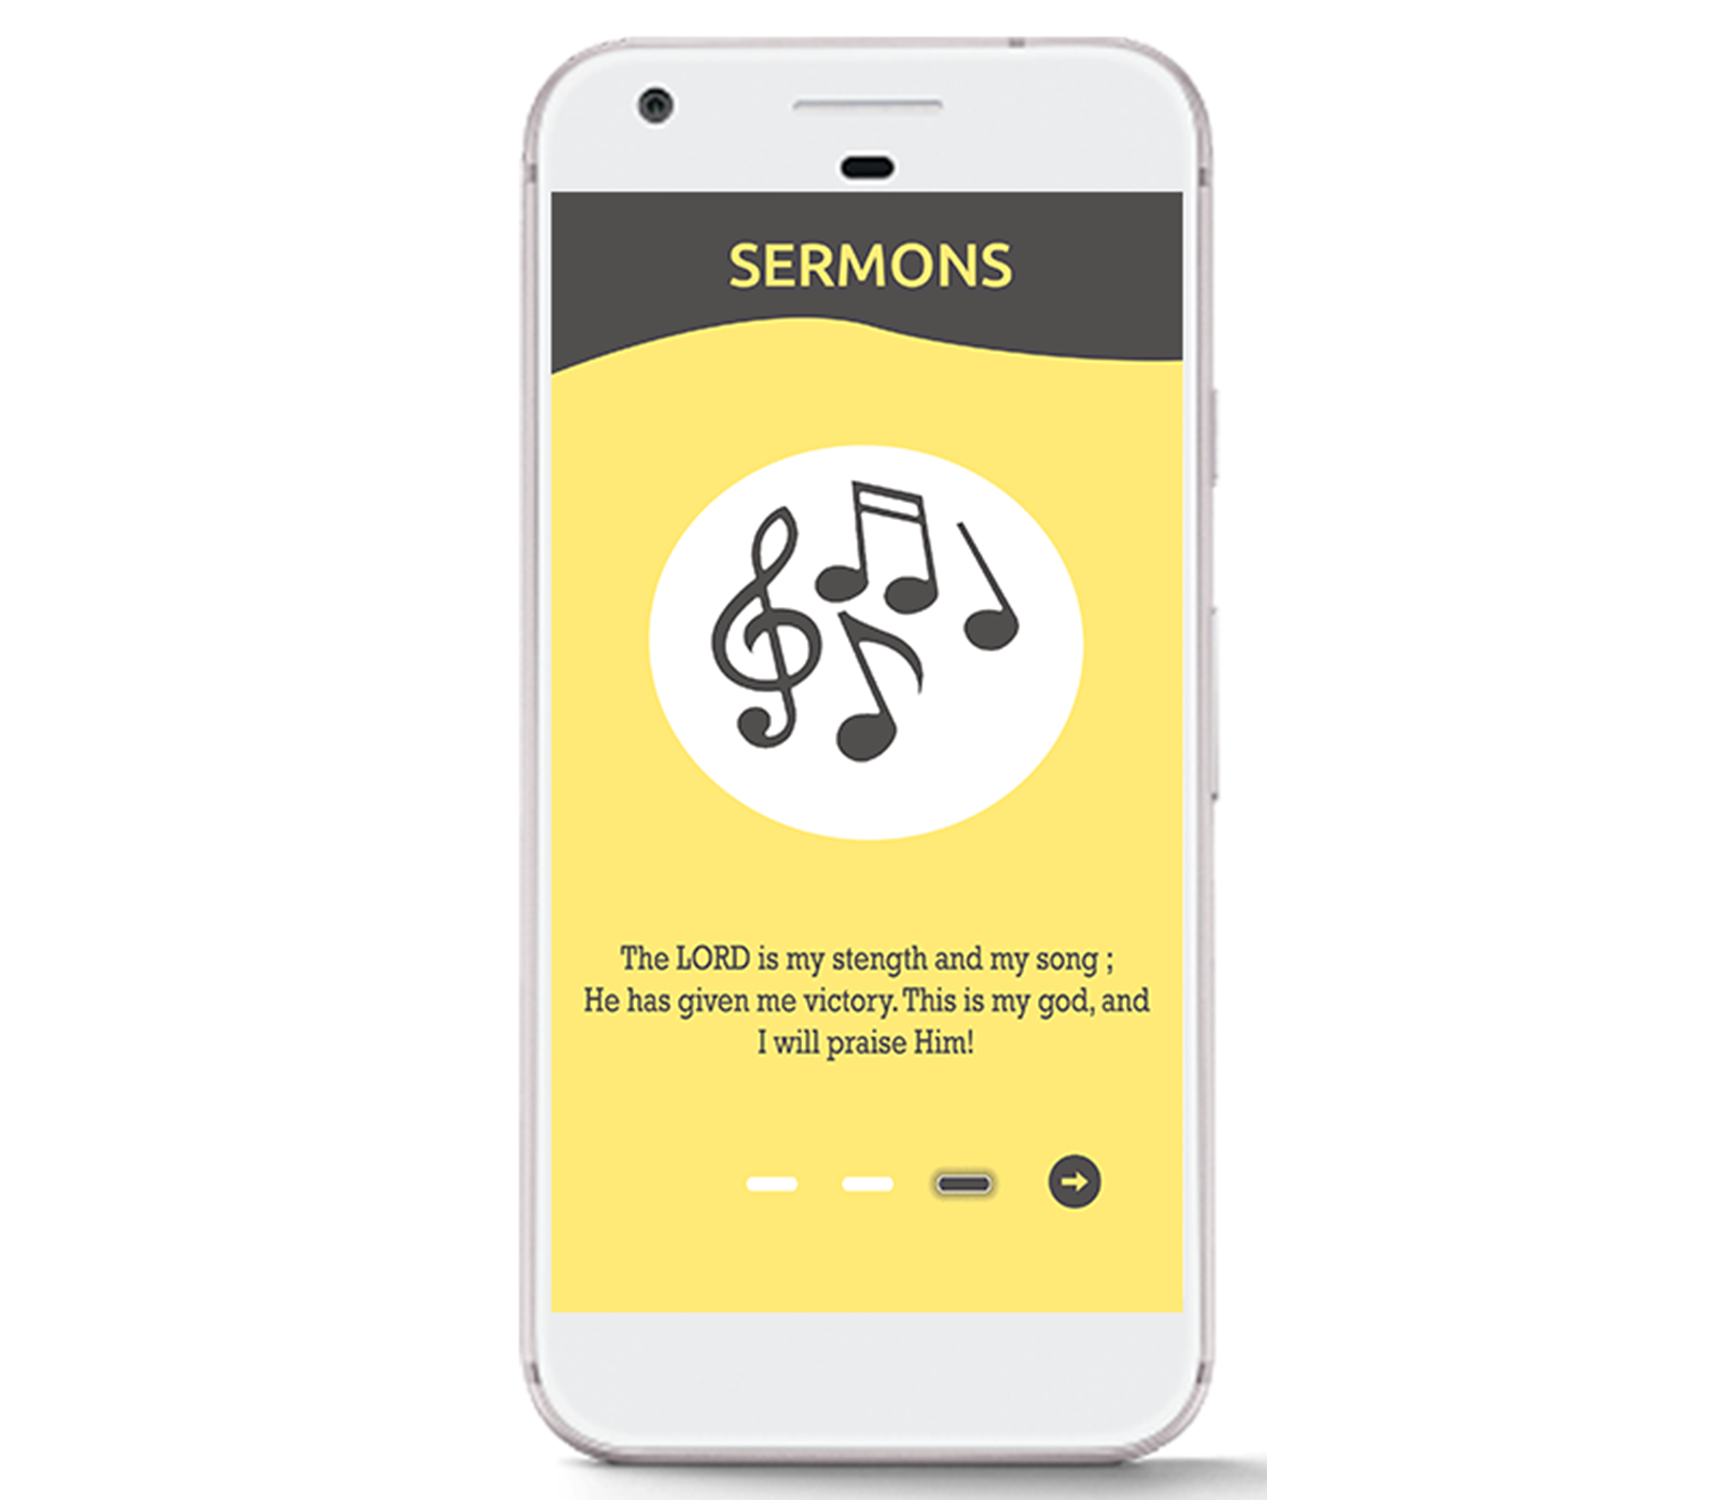 SERMONS
The LORD is my stength and my song ;
He has given me victory. This is my god, and
I will praise Him!